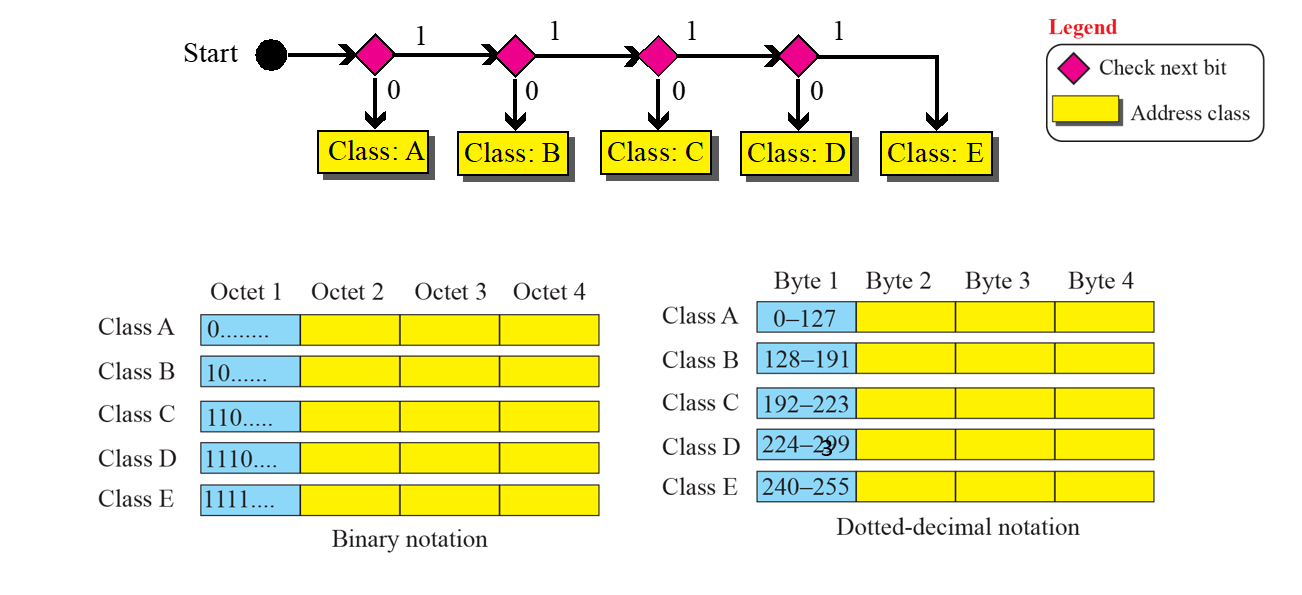 Legend
Start 1 1 1 1
Check next bit
0 0 0 0
Address class
Class: A Class: B Class: C Class: D Class: E
Octet 1 Octet 2 Octet 3 Octet 4
Class A 0........
Class B 10......
Class C 110.....
Class D 1110....
Class E 1111....
Binary notation
Byte 1 Byte 2 Byte 3 Byte 4
Class A 0–127
Class B 128–191
Class C 192–223
Class D 224–299
3
Class E 240–255
Dotted-decimal notation